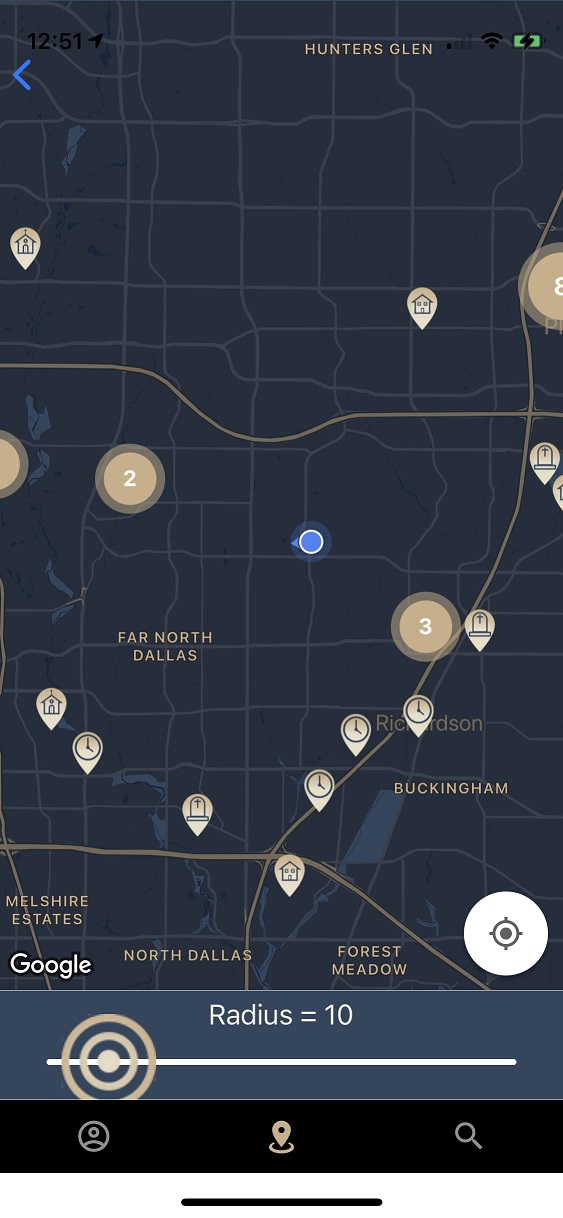 12:51
HUNTERS GLEN
8
2
3
FAR NORTH
DALLAS
Richardson
BUCKINGHAM
MELSHIRE
ESTATES
NORTH DALLAS
FOREST
MEADOW
Google
Radius = 10